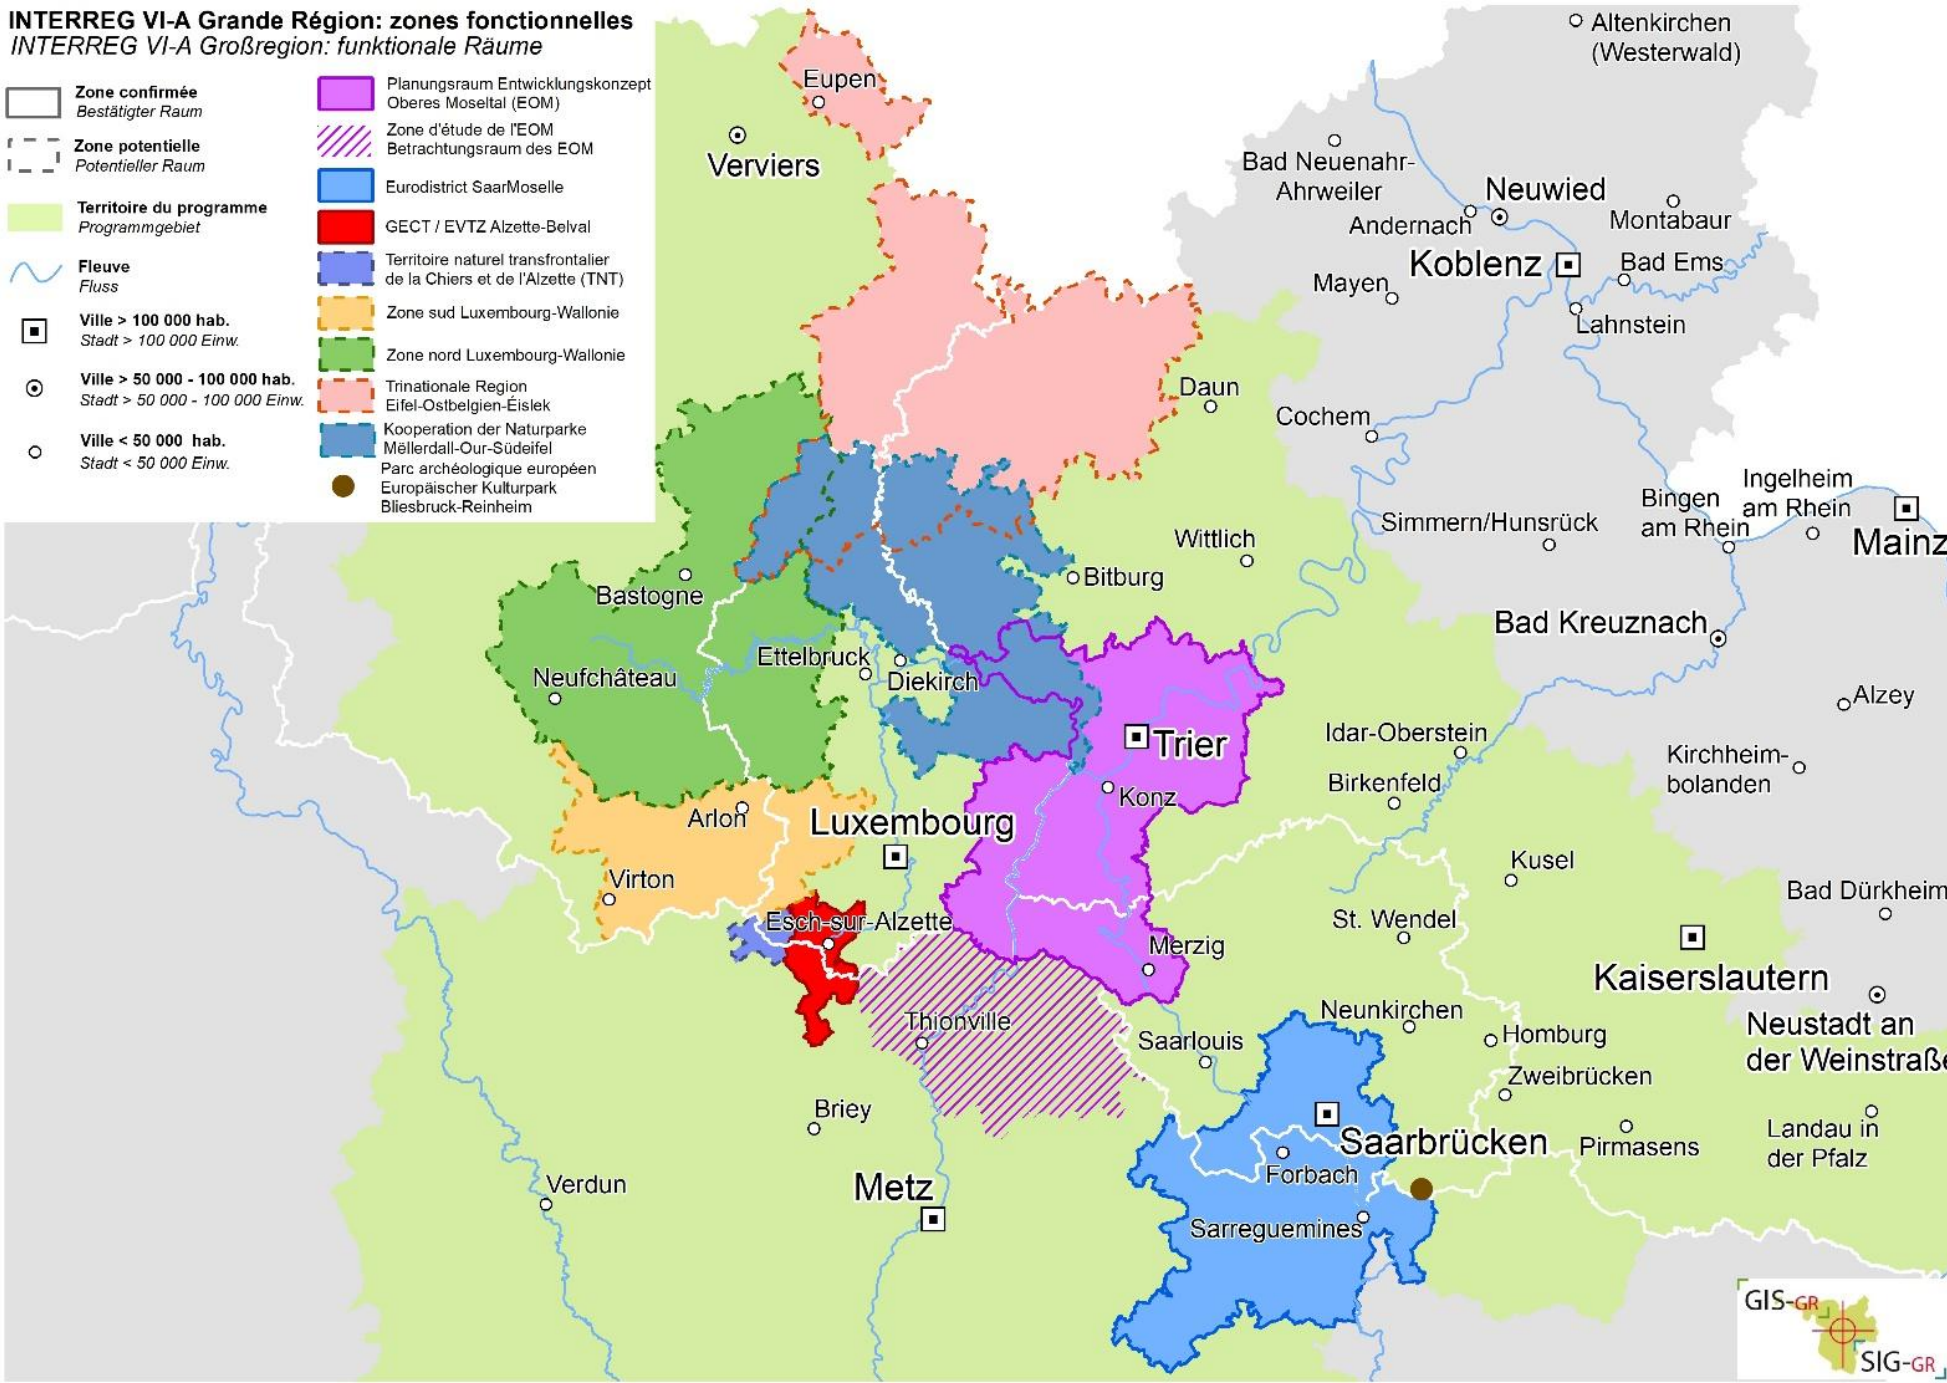 INTERREG VI-A Grande Région: zones fonctionnelles
INTERREG VI-A Großregion: funktionale Räume
Zone confirmée
Bestätigter Raum
Zone potentielle
Potentieller Raum
Territoire du programme
Programmgebiet
Fleuve
Fluss
Ville > 100 000 hab.
Stadt > 100 000 Einw.
Ville > 50 000 - 100 000 hab.
Stadt > 50 000 - 100 000 Einw.
Ville < 50 000 hab.
Stadt < 50 000 Einw.
Planungsraum Entwicklungskonzept
Oberes Moseltal (EOM)
Zone d'étude de l'EOM
Betrachtungsraum des EOM
Eurodistrict SaarMoselle
GECT / EVTZ Alzette-Belval
Territoire naturel transfrontalier
de la Chiers et de l'Alzette (TNT)
Zone sud Luxembourg-Wallonie
Zone nord Luxembourg-Wallonie
Trinationale Region
Eifel-Ostbelgien-Éislek
Kooperation der Naturparke
Mëllerdall-Our-Südeifel
Parc archéologique européen
Europäischer Kulturpark
Bliesbruck-Reinheim
Altenkirchen
(Westerwald)
Eupen
Verviers
Bad Neuenahr-
Ahrweiler
Neuwied
Andernach
Montabaur
Koblenz
Bad Ems
Mayen
Lahnstein
Daun
Cochem
Ingelheim
am Rhein
Bingen
am Rhein
Simmern/Hunsrück
Mainz
Wittlich
Bitburg
Bastogne
Bad Kreuznach
Ettelbruck
Diekirch
Neufchâteau
Alzey
Trier
Idar-Oberstein
Kirchheim-
bolanden
Birkenfeld
Konz
Arlon
Luxembourg
Kusel
Virton
Bad Dürkheim
Esch-sur-Alzette
St. Wendel
Merzig
Kaiserslautern
Thionville
Neunkirchen
Saarlouis
Homburg
Neustadt an
der Weinstraße
Zweibrücken
Briey
Saarbrücken
Pirmasens
Landau in
der Pfalz
Forbach
Verdun
Metz
Sarreguemines
GIS-GR
SIG-GR